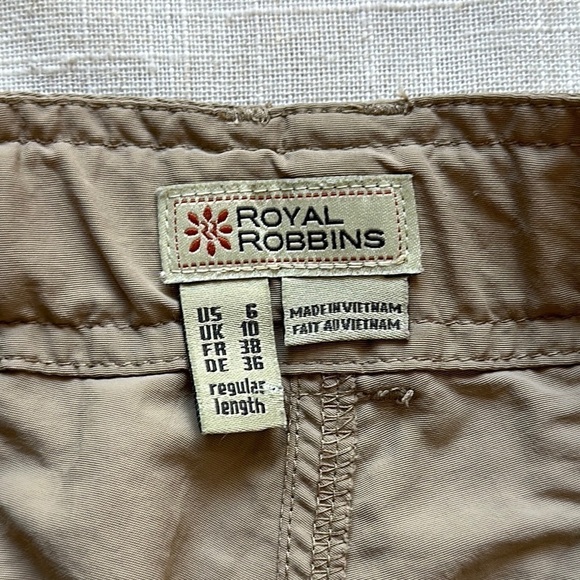 ROYAL
ROBBINS
US 6
UK 10
FR 38
DE 36
regular
length
MADE IN VIETNAM
FAIT AU VIETNAM